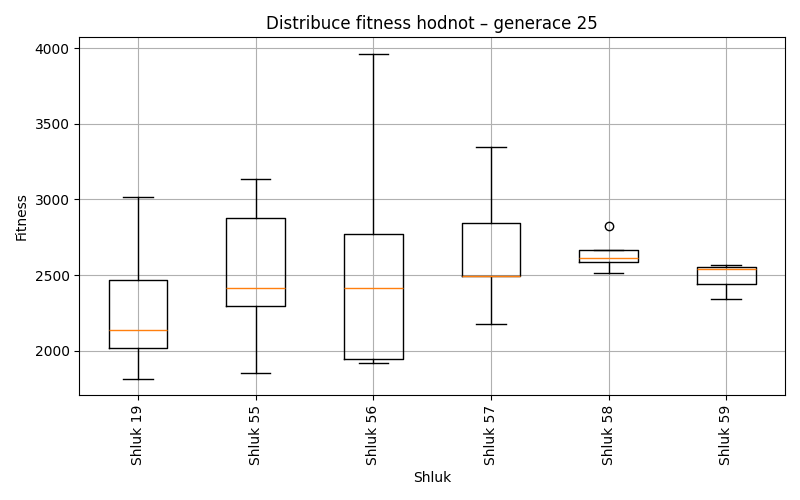 Distribuce fitness hodnot – generace 25
4000
3500
3000
2500
2000
Fitness
Shluk 19
Shluk 55
Shluk 56
Shluk 57
Shluk 58
Shluk 59
Shluk